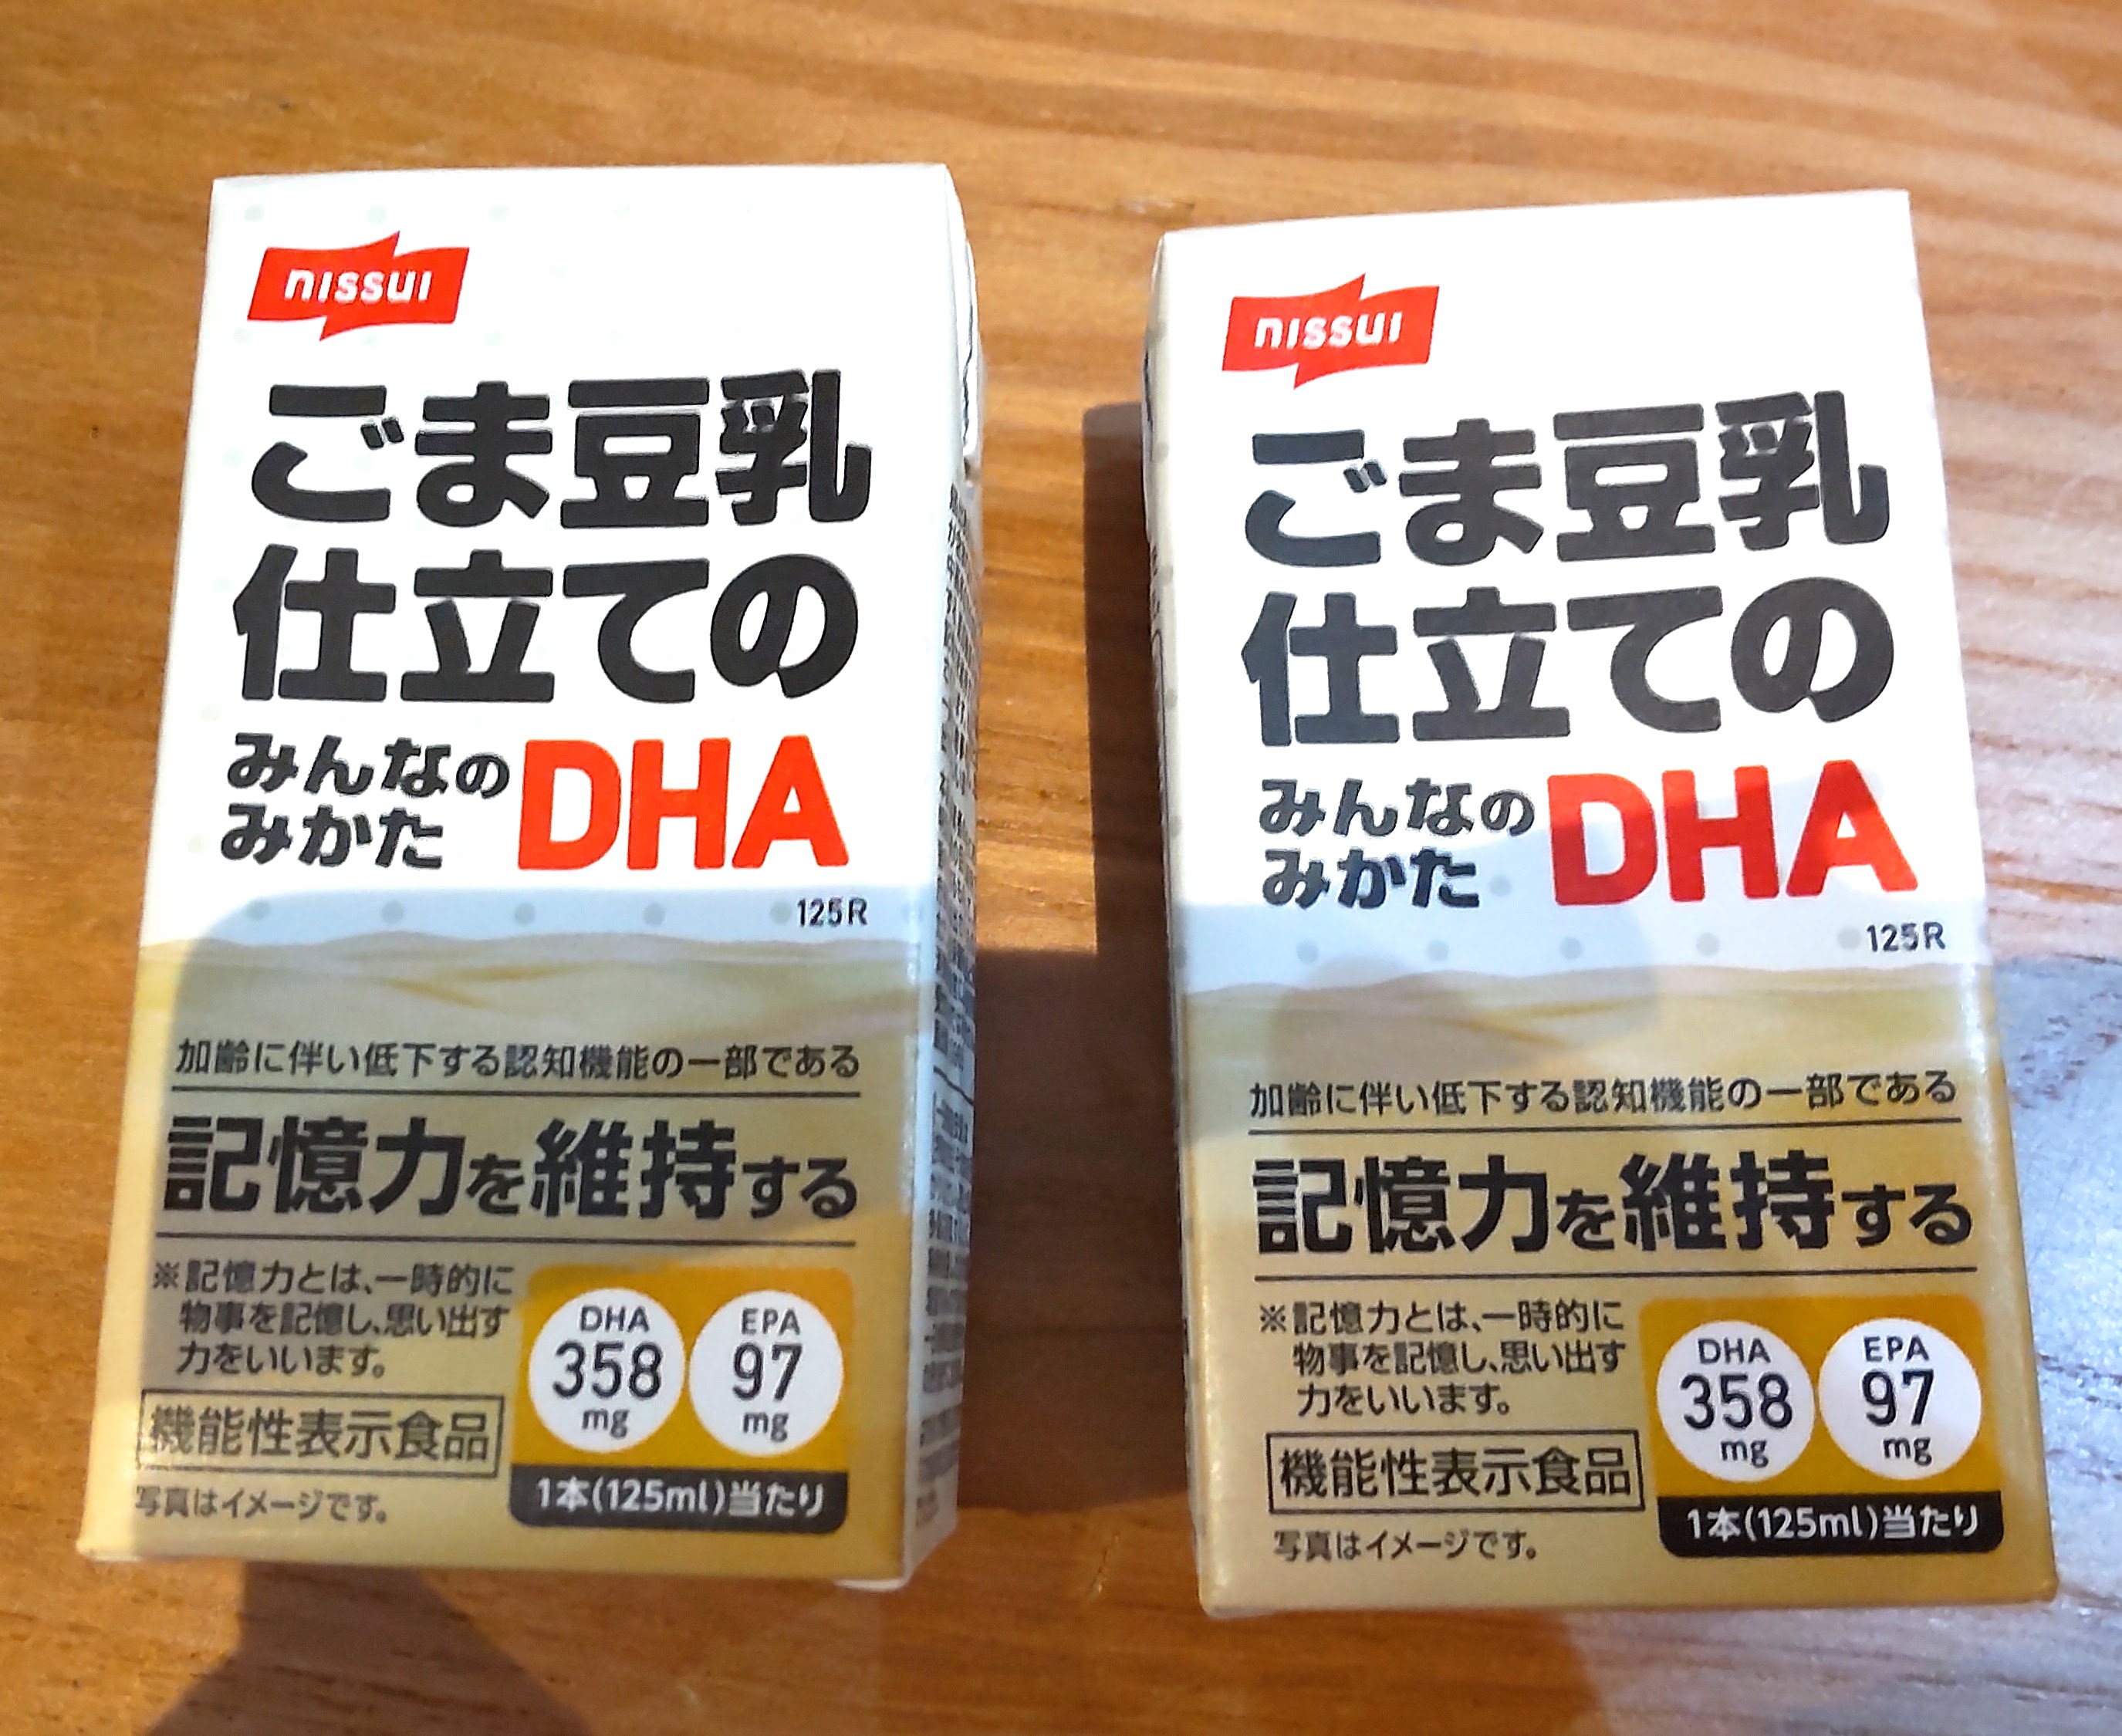 nissui
ごま豆乳
仕立ての
みんなの
みかた
DHA
125R
加齢に伴い低下する認知機能の一部である
記憶力を維持する
※記憶力とは、一時的に
物事を記憶し、思い出す
力をいいます。
機能性表示食品
写真はイメージです。
DHA
358
mg
EPA
97
mg
1本(125ml)当たり
nissui
ごま豆乳
仕立ての
みんなの
みかた
DHA
125R
加齢に伴い低下する認知機能の一部である
記憶力を維持する
※記憶力とは、一時的に
物事を記憶し、思い出す
力をいいます。
機能性表示食品
写真はイメージです。
DHA
358
mg
EPA
97
mg
1本(125ml)当たり